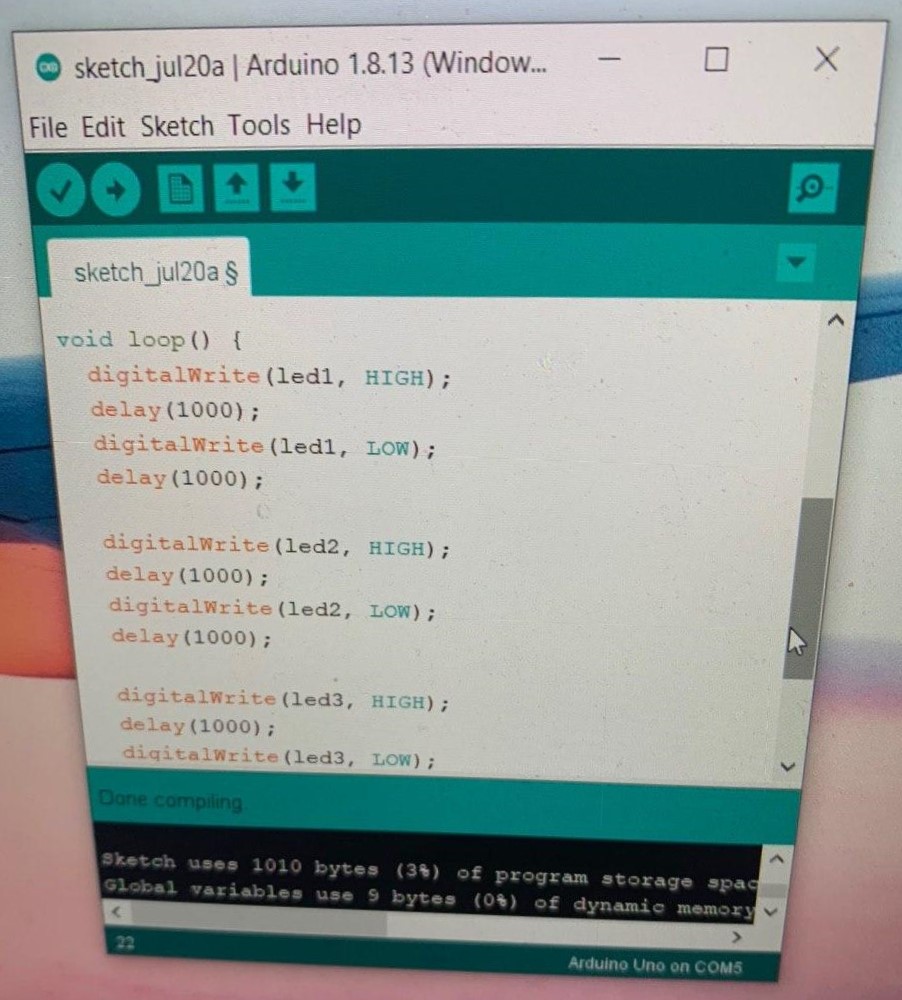 sketch_jul20a | Arduino 1.8.13 (Window...
File Edit Sketch Tools Help
sketch_jul20a §
void loop() {
digitalWrite(led1, HIGH);
delay(1000);
digitalWrite(led1, LOW);
delay(1000);
digitalWrite(led2, HIGH);
delay(1000);
digitalWrite(led2, LOW);
delay(1000);
digitalWrite(led3, HIGH);
delay(1000);
digitalWrite(led3, LOW);
Done compiling.
Sketch uses 1010 bytes (3%) of program storage spac
Global variables use 9 bytes (0%) of dynamic memory
22
Arduino Uno on COM5